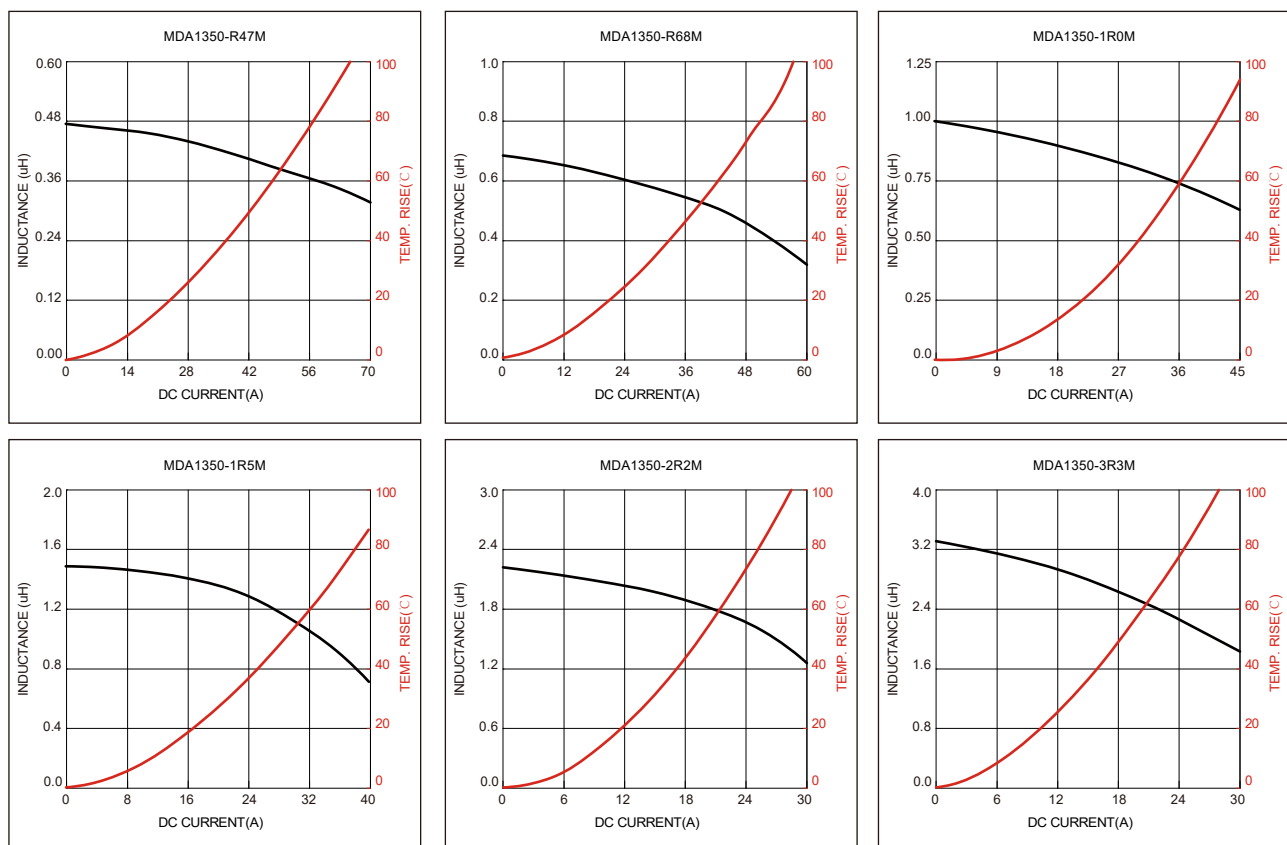 MDA1350-R47M
0.60
0.48
0.36
0.24
0.12
0.00
INDUCTANCE (uH)
100
80
60
40
20
0
TEMP. RISE(℃)
0 14 28 42 56 70
DC CURRENT(A)
MDA1350-R68M
1.0
0.8
0.6
0.4
0.2
0.0
INDUCTANCE (uH)
100
80
60
40
20
0
TEMP. RISE(℃)
0 12 24 36 48 60
DC CURRENT(A)
MDA1350-1R0M
1.25
1.00
0.75
0.50
0.25
0.00
INDUCTANCE (uH)
100
80
60
40
20
0
TEMP. RISE(℃)
0 9 18 27 36 45
DC CURRENT(A)
MDA1350-1R5M
2.0
1.6
1.2
0.8
0.4
0.0
INDUCTANCE (uH)
100
80
60
40
20
0
TEMP. RISE(℃)
0 8 16 24 32 40
DC CURRENT(A)
MDA1350-2R2M
3.0
2.4
1.8
1.2
0.6
0.0
INDUCTANCE (uH)
100
80
60
40
20
0
TEMP. RISE(℃)
0 6 12 18 24 30
DC CURRENT(A)
MDA1350-3R3M
4.0
3.2
2.4
1.6
0.8
0.0
INDUCTANCE (uH)
100
80
60
40
20
0
TEMP. RISE(℃)
0 6 12 18 24 30
DC CURRENT(A)